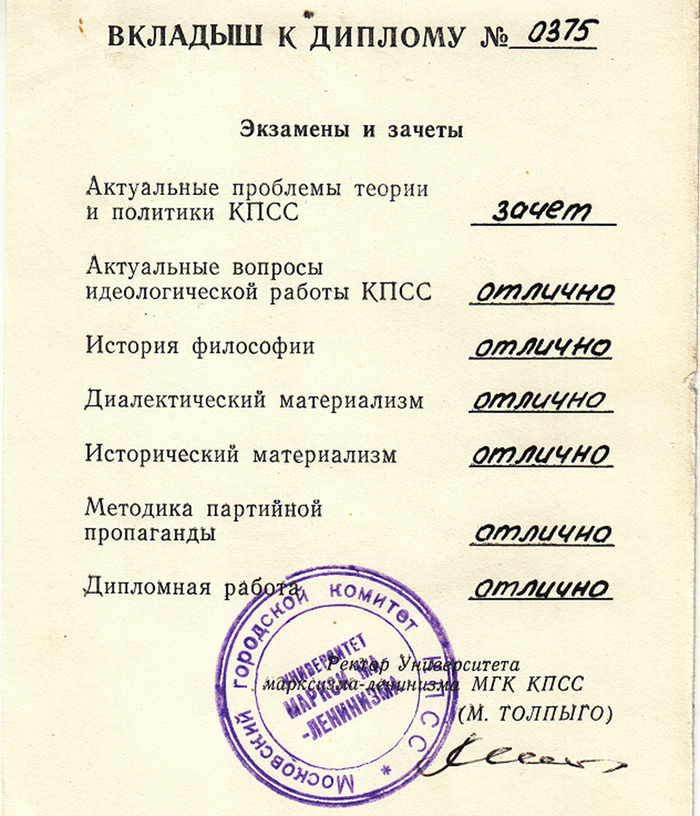 ВКЛАДЫШ К ДИПЛОМУ № 0375
Экзамены и зачеты
Актуальные проблемы теории
и политики КПСС зачет
Актуальные вопросы
идеологической работы КПСС отлично
История философии отлично
Диалектический материализм отлично
Исторический материализм отлично
Методика партийной
пропаганды отлично
Дипломная работа отлично
Московский городской комитет КПСС *
УНИВЕРСИТЕТ
МАРКСИЗМА-
-ЛЕНИНИЗМА
Ректор Университета
марксизма-ленинизма МГК КПСС
(М. ТОЛПЫГО)